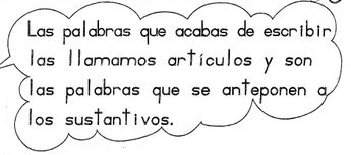 Las palabras que acabas de escribir
las llamamos artículos y son
las palabras que se anteponen a
los sustantivos.